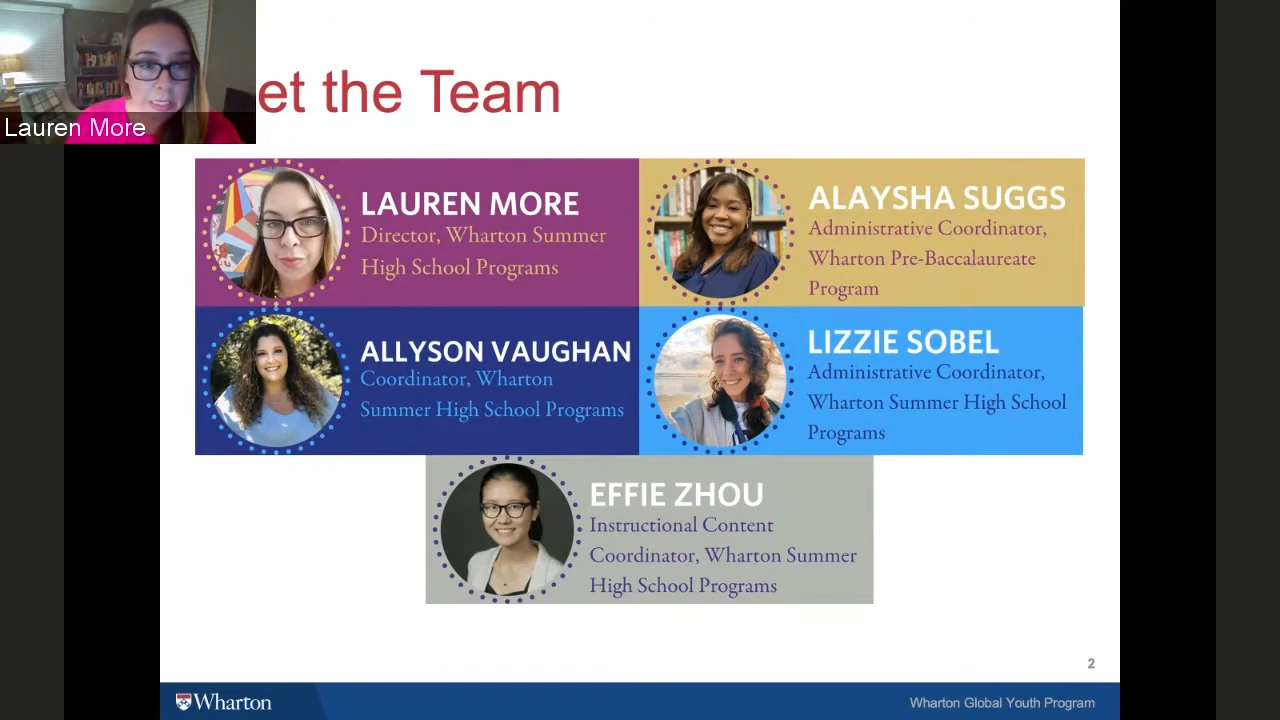 et the Team
Lauren More
LAUREN MORE
Director, Wharton Summer
High School Programs
ALAYSHA SUGGS
Administrative Coordinator,
Wharton Pre-Baccalaureate
Program
ALLYSON VAUGHAN
Coordinator, Wharton
Summer High School Programs
LIZZIE SOBEL
Administrative Coordinator,
Wharton Summer High School
Programs
EFFIE ZHOU
Instructional Content
Coordinator, Wharton Summer
High School Programs
2
Wharton
Wharton Global Youth Program